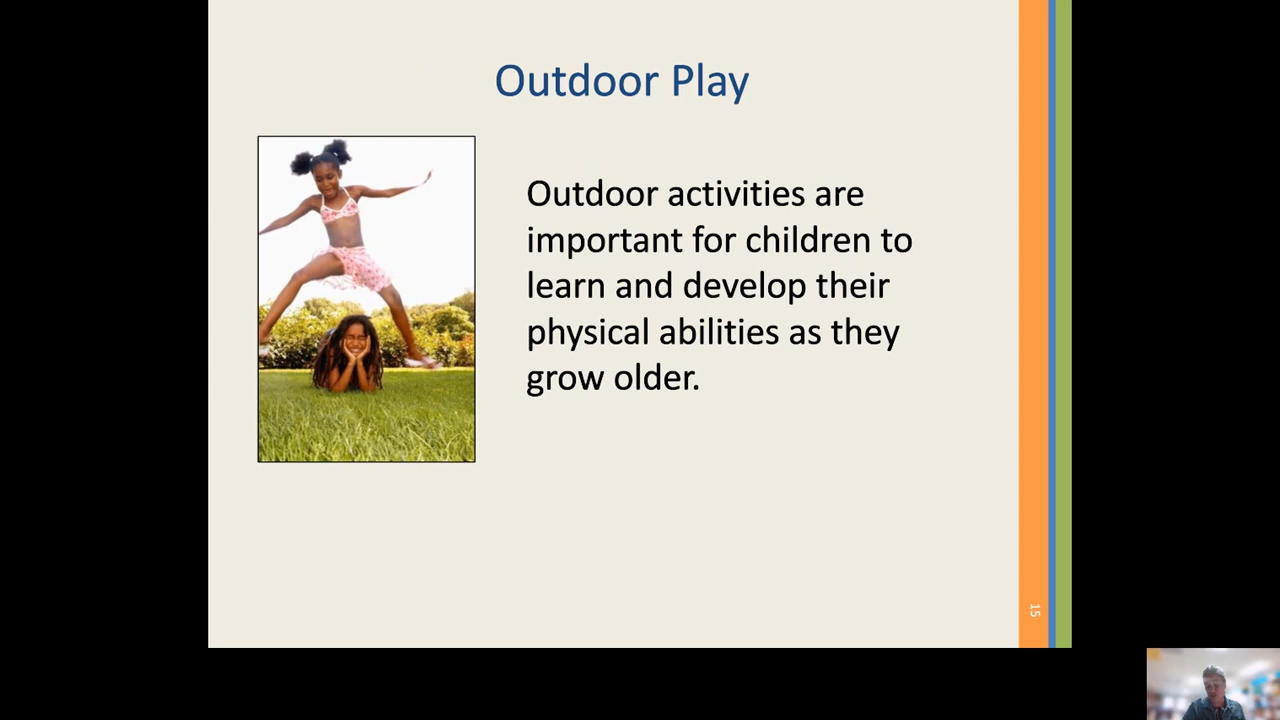 Outdoor Play
Outdoor activities are
important for children to
learn and develop their
physical abilities as they
grow older.
15